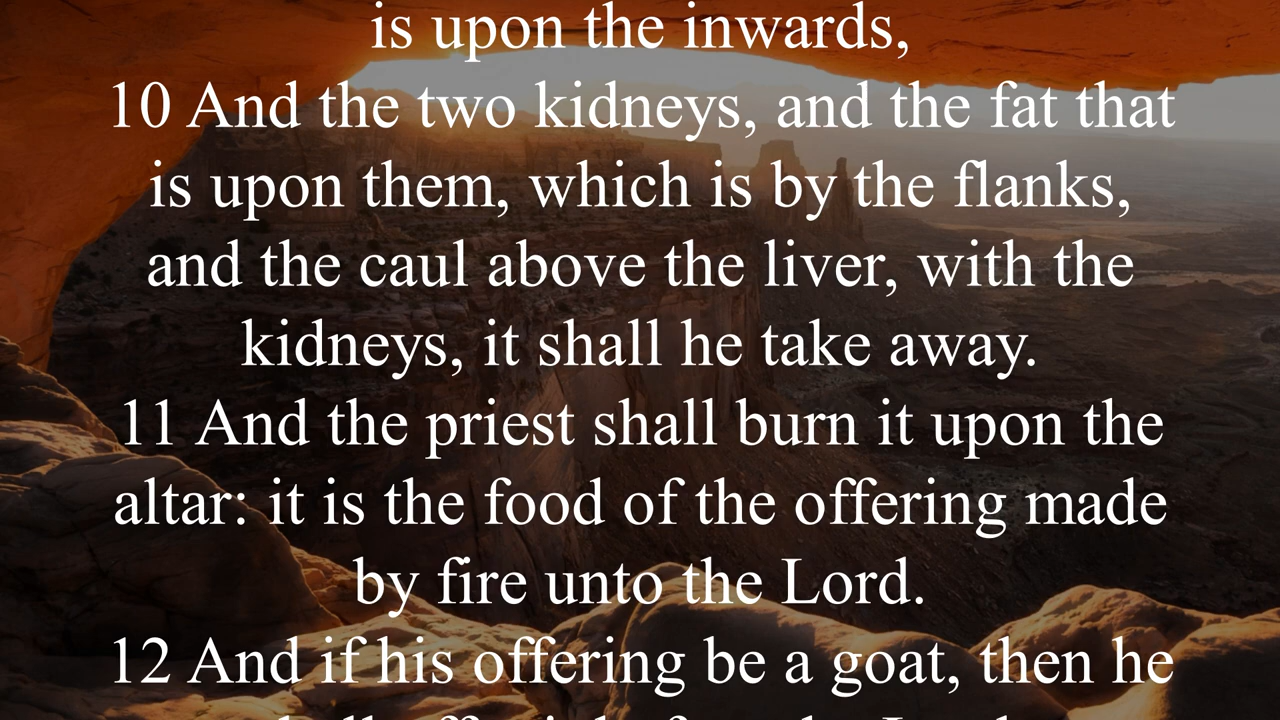 is upon the inwards,
10 And the two kidneys, and the fat that
is upon them, which is by the flanks,
and the caul above the liver, with the
kidneys, it shall he take away.
11 And the priest shall burn it upon the
altar: it is the food of the offering made
by fire unto the Lord.
12 And if his offering be a goat, then he